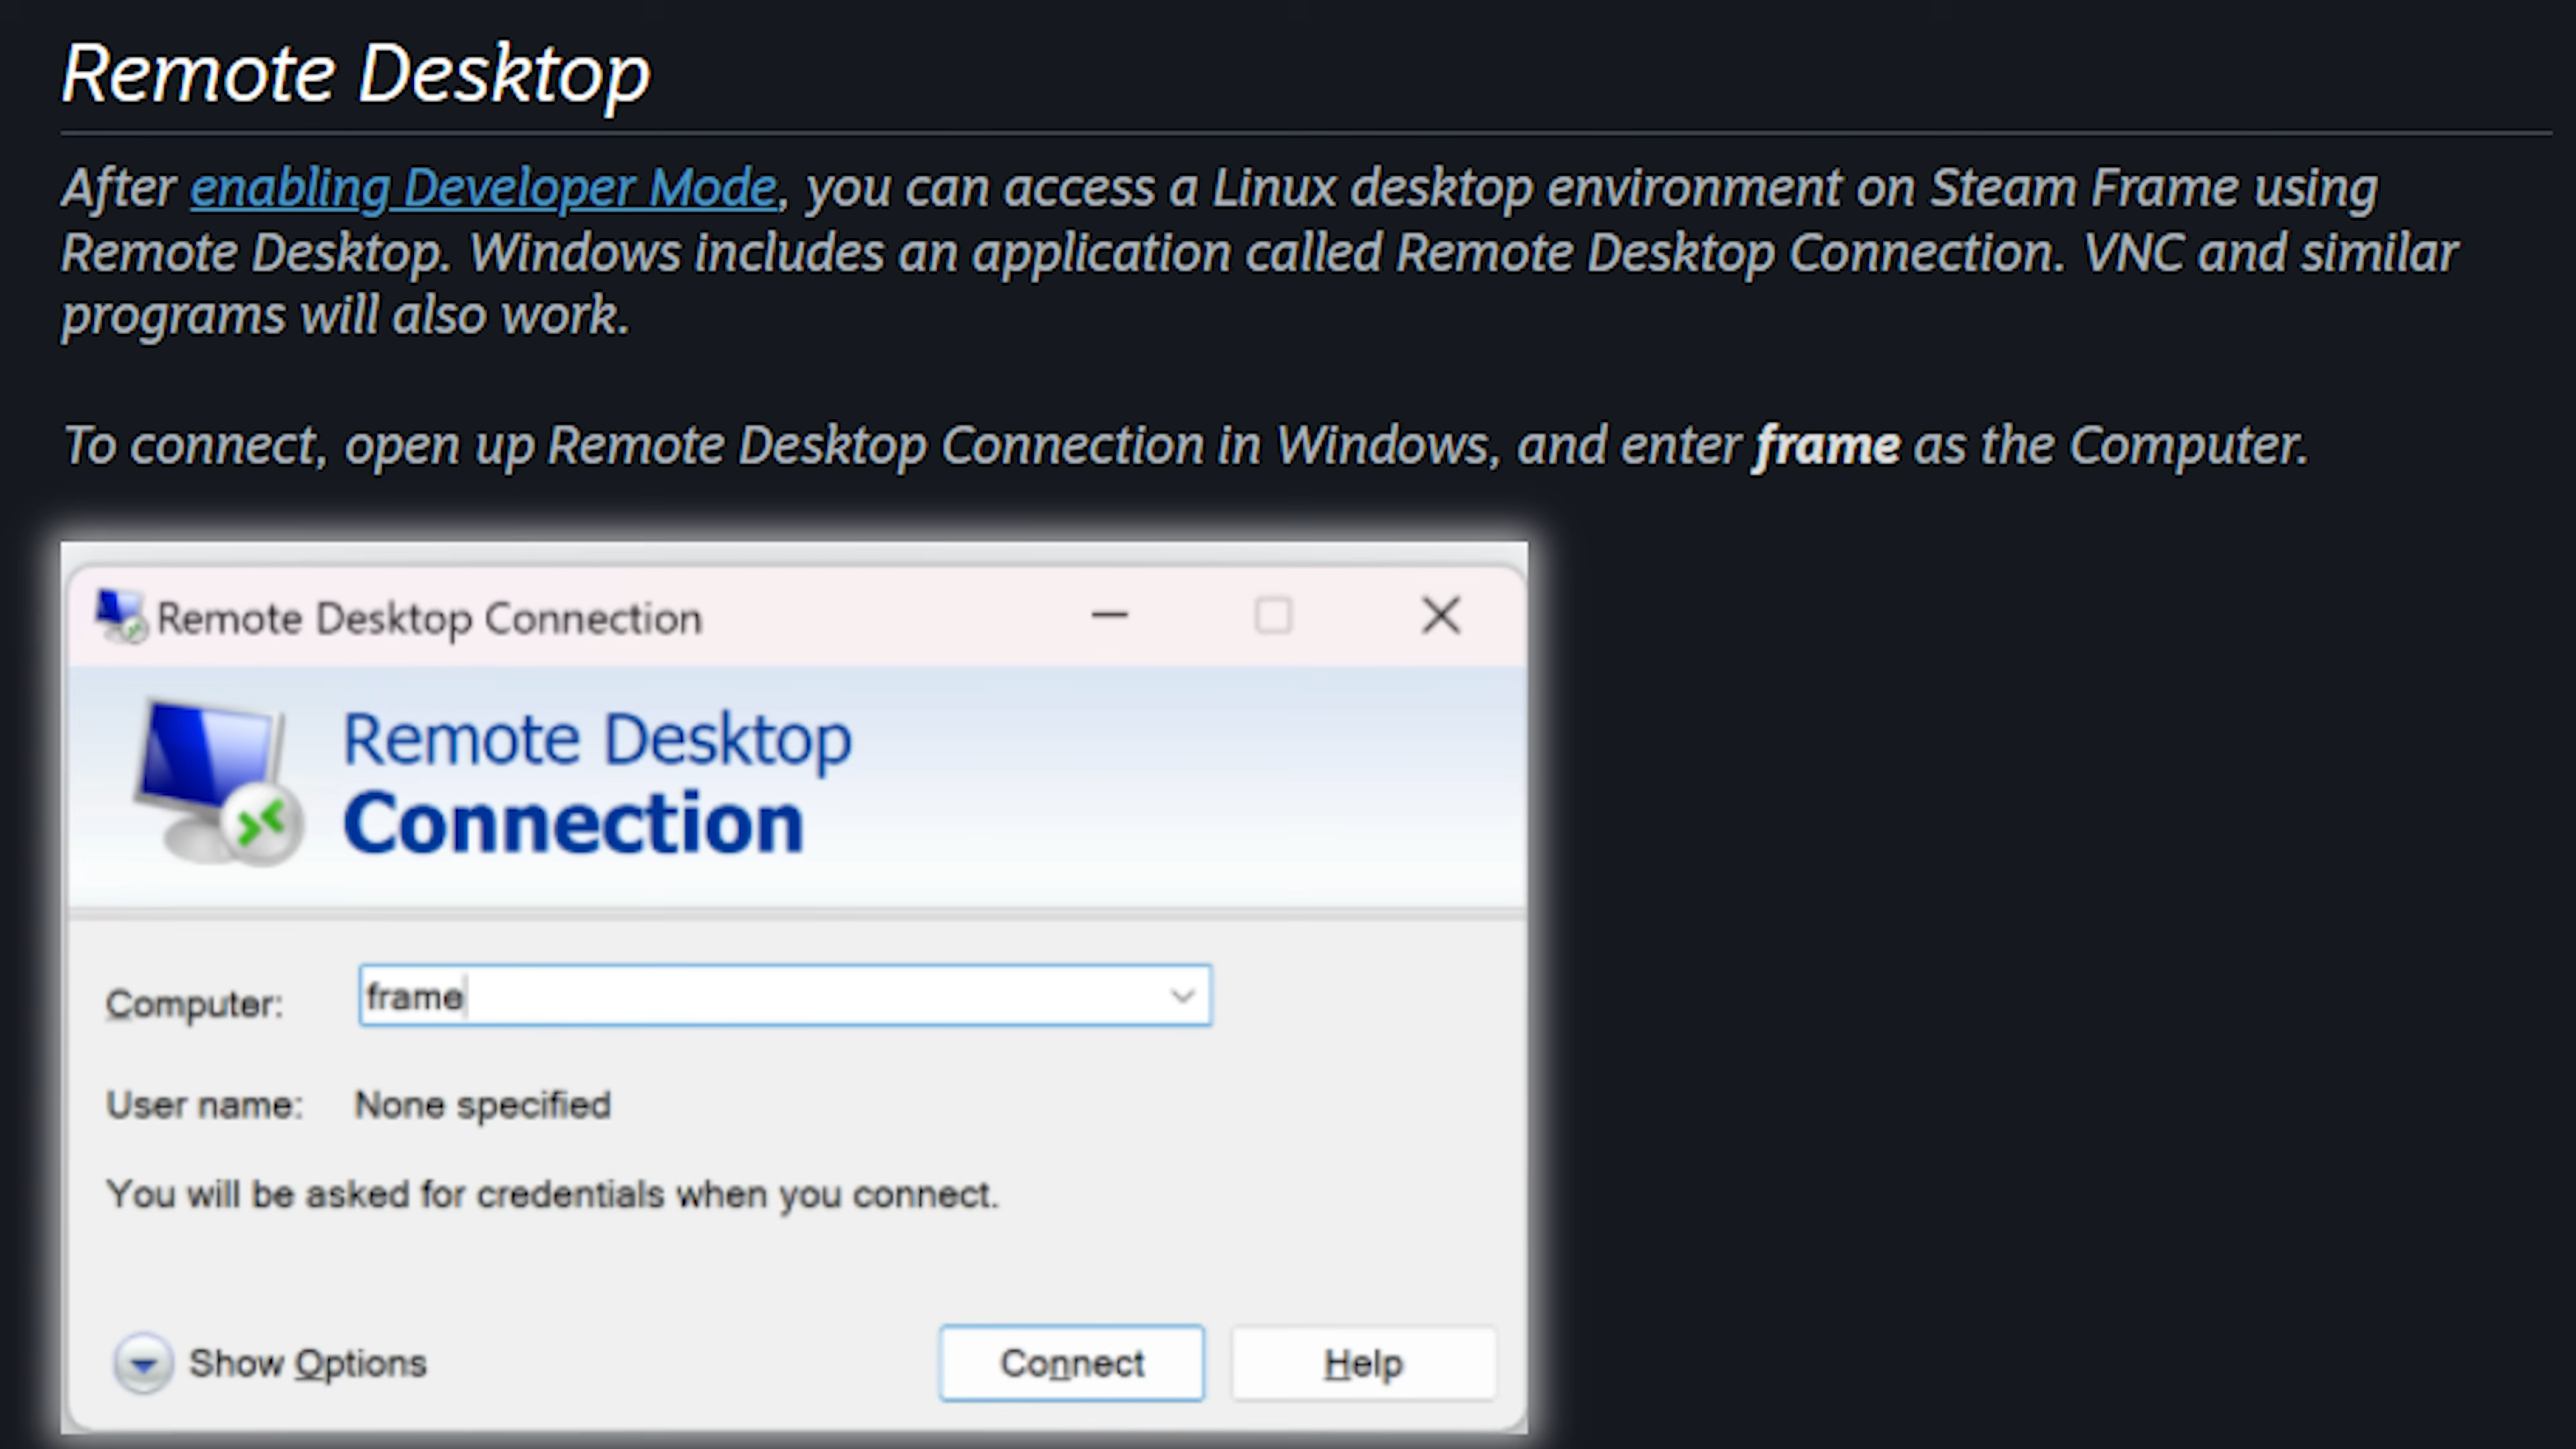 Remote Desktop
After enabling Developer Mode, you can access a Linux desktop environment on Steam Frame using
Remote Desktop. Windows includes an application called Remote Desktop Connection. VNC and similar
programs will also work.
To connect, open up Remote Desktop Connection in Windows, and enter frame as the Computer.
Remote Desktop Connection
Remote Desktop
Connection
Computer: frame
User name: None specified
You will be asked for credentials when you connect.
Show Options Connect Help